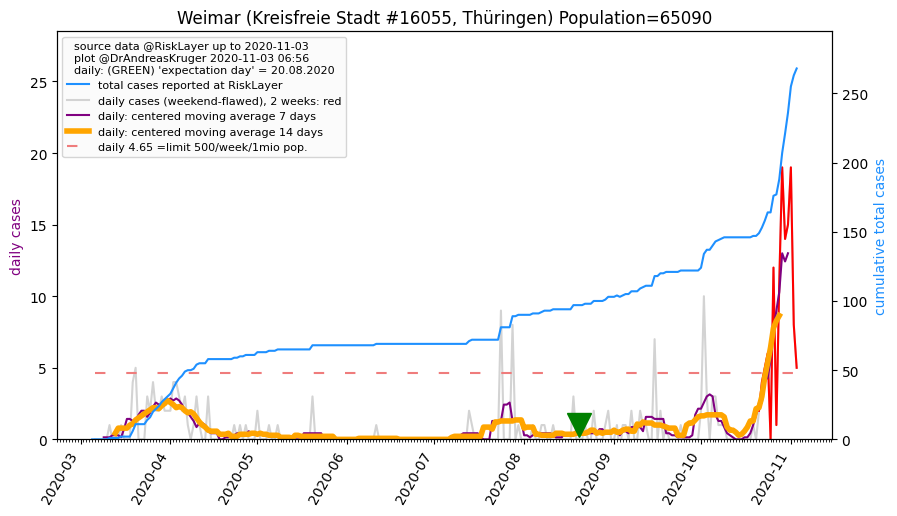 Weimar (Kreisfreie Stadt #16055, Thüringen) Population=65090
source data @RiskLayer up to 2020-11-03
plot @DrAndreasKruger 2020-11-03 06:56
daily: (GREEN) 'expectation day' = 20.08.2020
total cases reported at RiskLayer
daily cases (weekend-flawed), 2 weeks: red
daily: centered moving average 7 days
daily: centered moving average 14 days
daily 4.65 =limit 500/week/1mio pop.
daily cases
25
20
15
10
5
0
cumulative total cases
250
200
150
100
50
0
2020-03
2020-04
2020-05
2020-06
2020-07
2020-08
2020-09
2020-10
2020-11